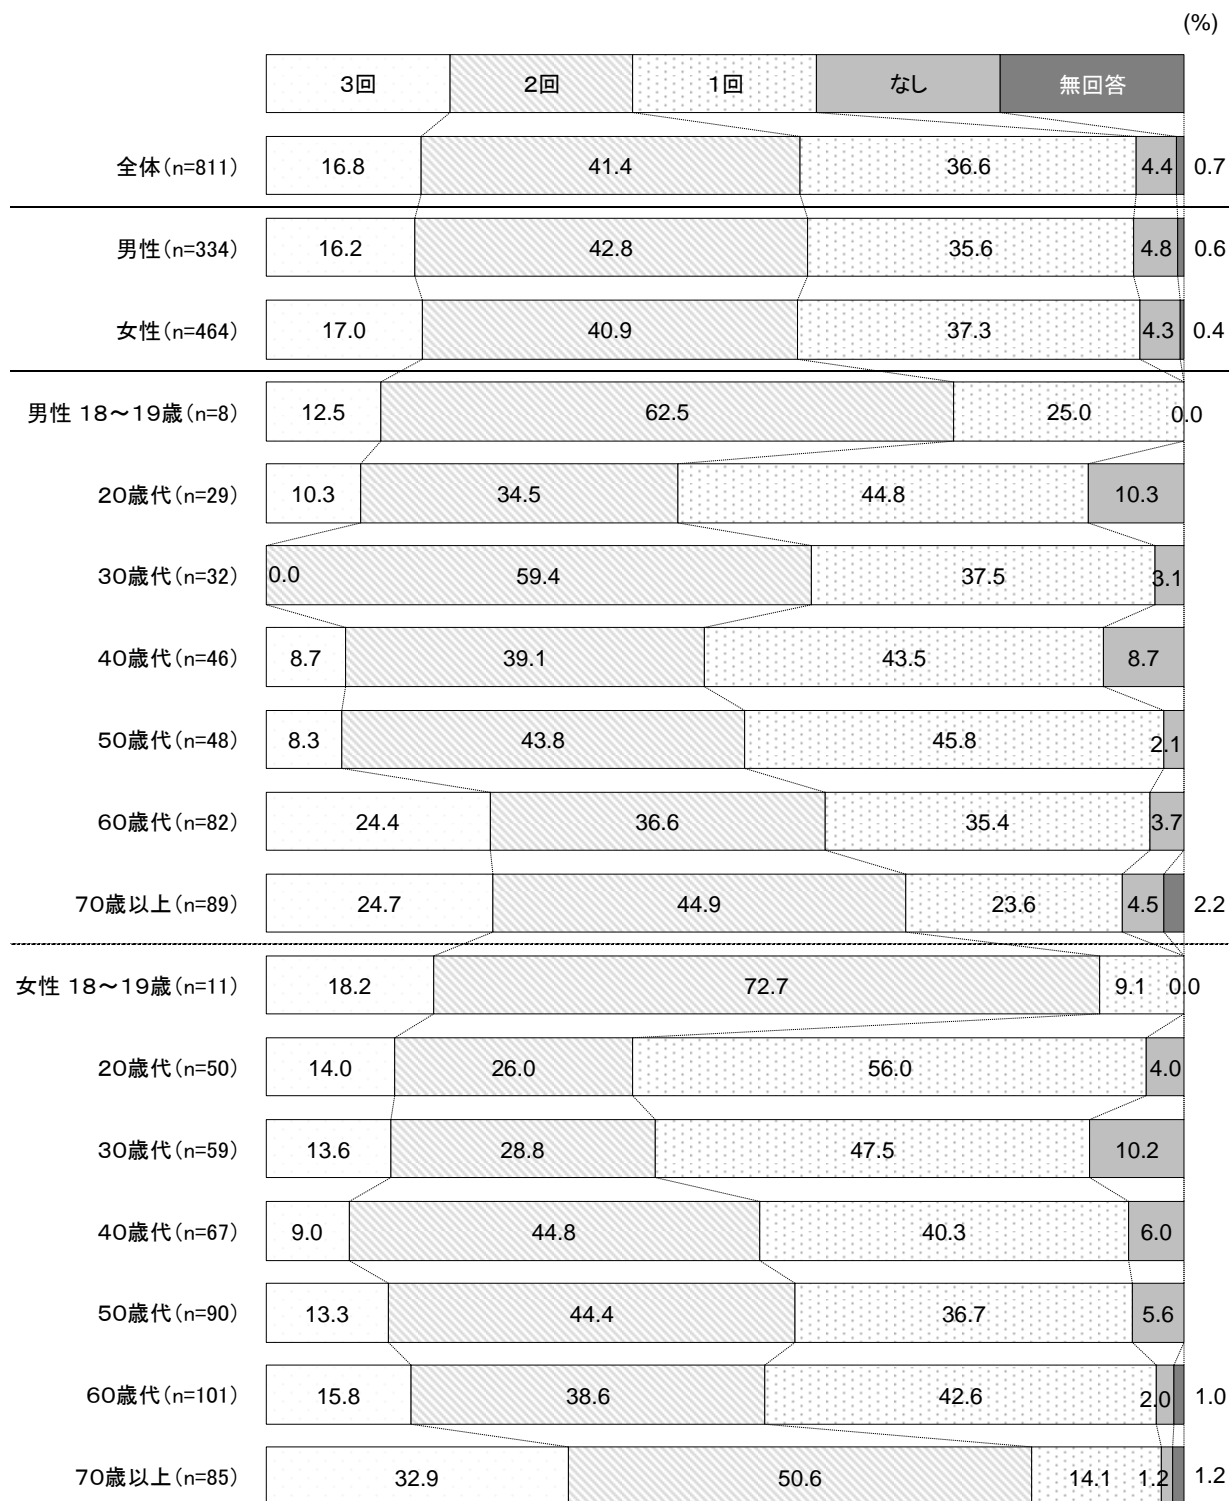 (%)
3回 2回 1回 なし 無回答
全体(n=811) 16.8 41.4 36.6 4.4 0.7
男性(n=334) 16.2 42.8 35.6 4.8 0.6
女性(n=464) 17.0 40.9 37.3 4.3 0.4
男性 18～19歳(n=8) 12.5 62.5 25.0 0.0
20歳代(n=29) 10.3 34.5 44.8 10.3
30歳代(n=32) 0.0 59.4 37.5 3.1
40歳代(n=46) 8.7 39.1 43.5 8.7
50歳代(n=48) 8.3 43.8 45.8 2.1
60歳代(n=82) 24.4 36.6 35.4 3.7
70歳以上(n=89) 24.7 44.9 23.6 4.5 2.2
女性 18～19歳(n=11) 18.2 72.7 9.1 0.0
20歳代(n=50) 14.0 26.0 56.0 4.0
30歳代(n=59) 13.6 28.8 47.5 10.2
40歳代(n=67) 9.0 44.8 40.3 6.0
50歳代(n=90) 13.3 44.4 36.7 5.6
60歳代(n=101) 15.8 38.6 42.6 2.0 1.0
70歳以上(n=85) 32.9 50.6 14.1 1.2 1.2